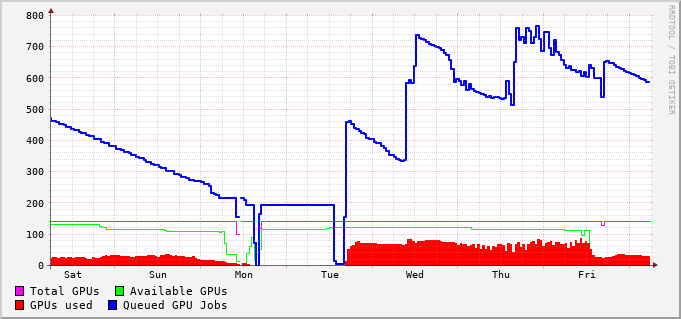 800
700
600
500
400
300
200
100
0
Sat Sun Mon Tue Wed Thu Fri
Total GPUs Available GPUs
GPUs used Queued GPU Jobs
RRDTOOL / TOBI OETIKER